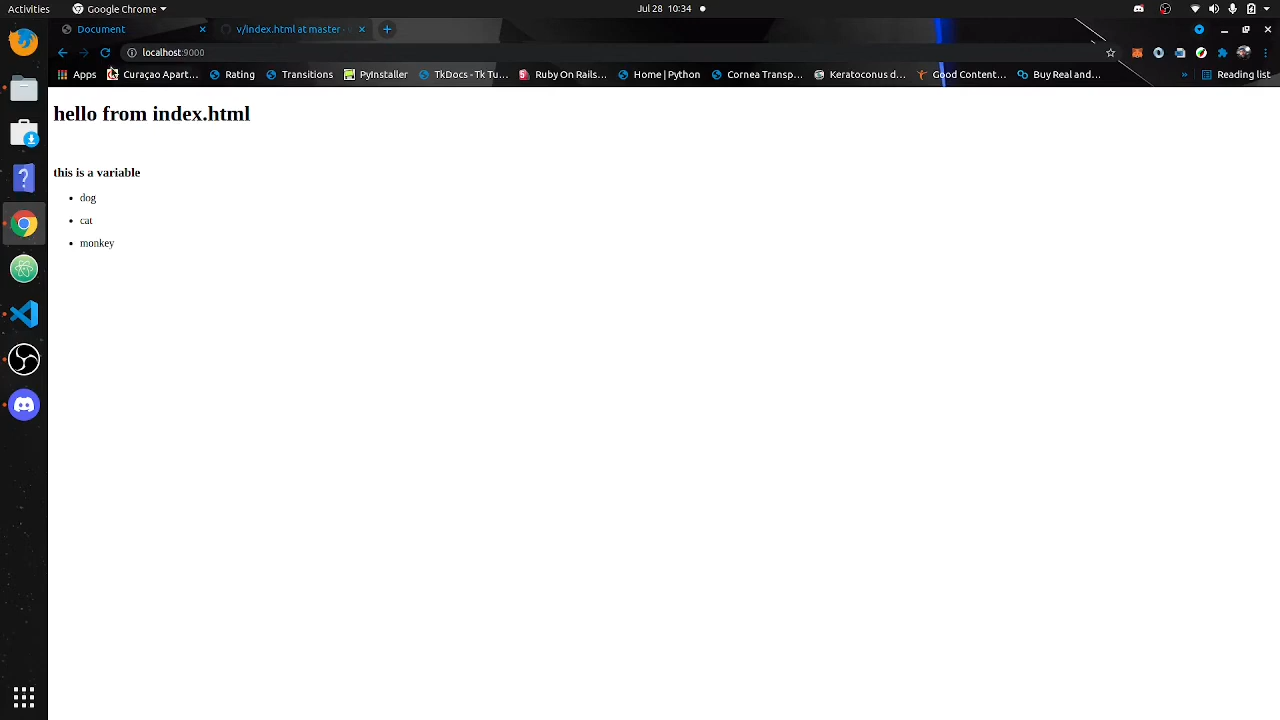 Activities Google Chrome Jul 28 10:34
Document v/index.html at master ·
localhost:9000
Apps Curaçao Apart… Rating Transitions PyInstaller TkDocs - Tk Tu… Ruby On Rails… Home | Python Cornea Transp… Keratoconus d… Good Content… Buy Real and… » Reading list
hello from index.html
this is a variable
• dog
• cat
• monkey